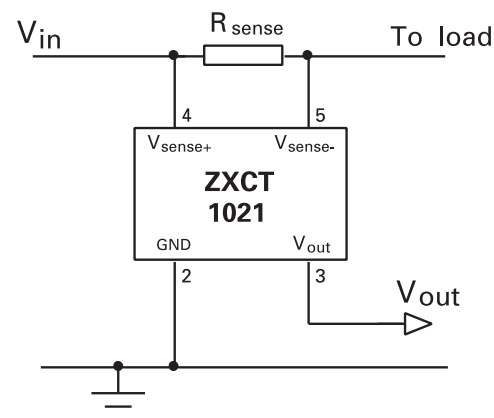 Vin
Rsense
To load
4
5
Vsense+
Vsense-
ZXCT
1021
GND
Vout
2
3
Vout